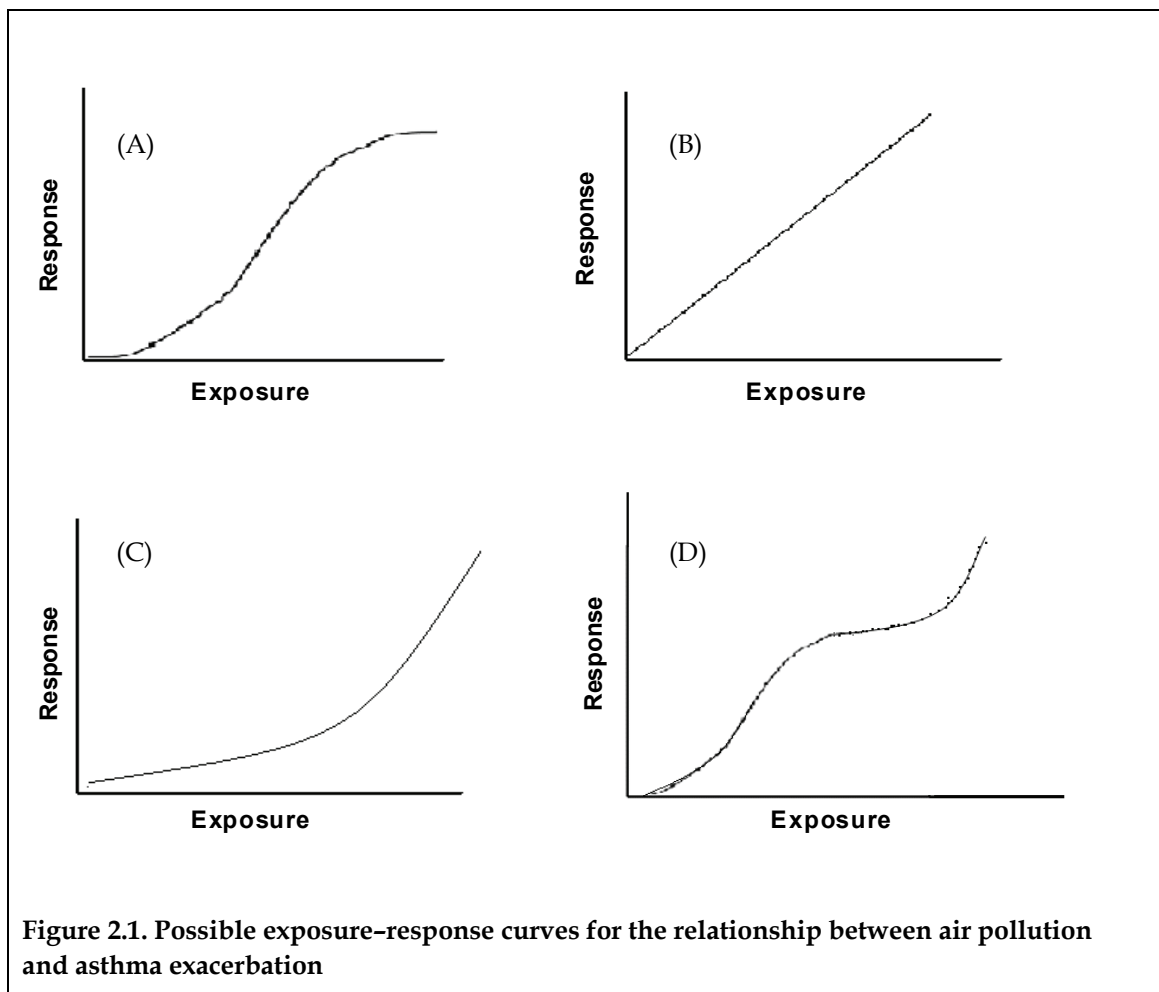 (A)
Response
Exposure
(B)
Response
Exposure
(C)
Response
Exposure
(D)
Response
Exposure
Figure 2.1. Possible exposure–response curves for the relationship between air pollution
and asthma exacerbation